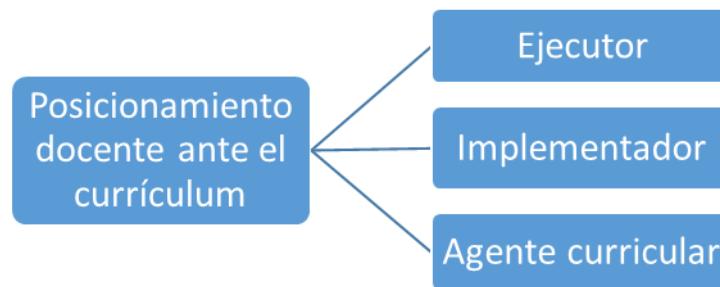 Posicionamiento
docente ante el
currículum
Ejecutor
Implementador
Agente curricular